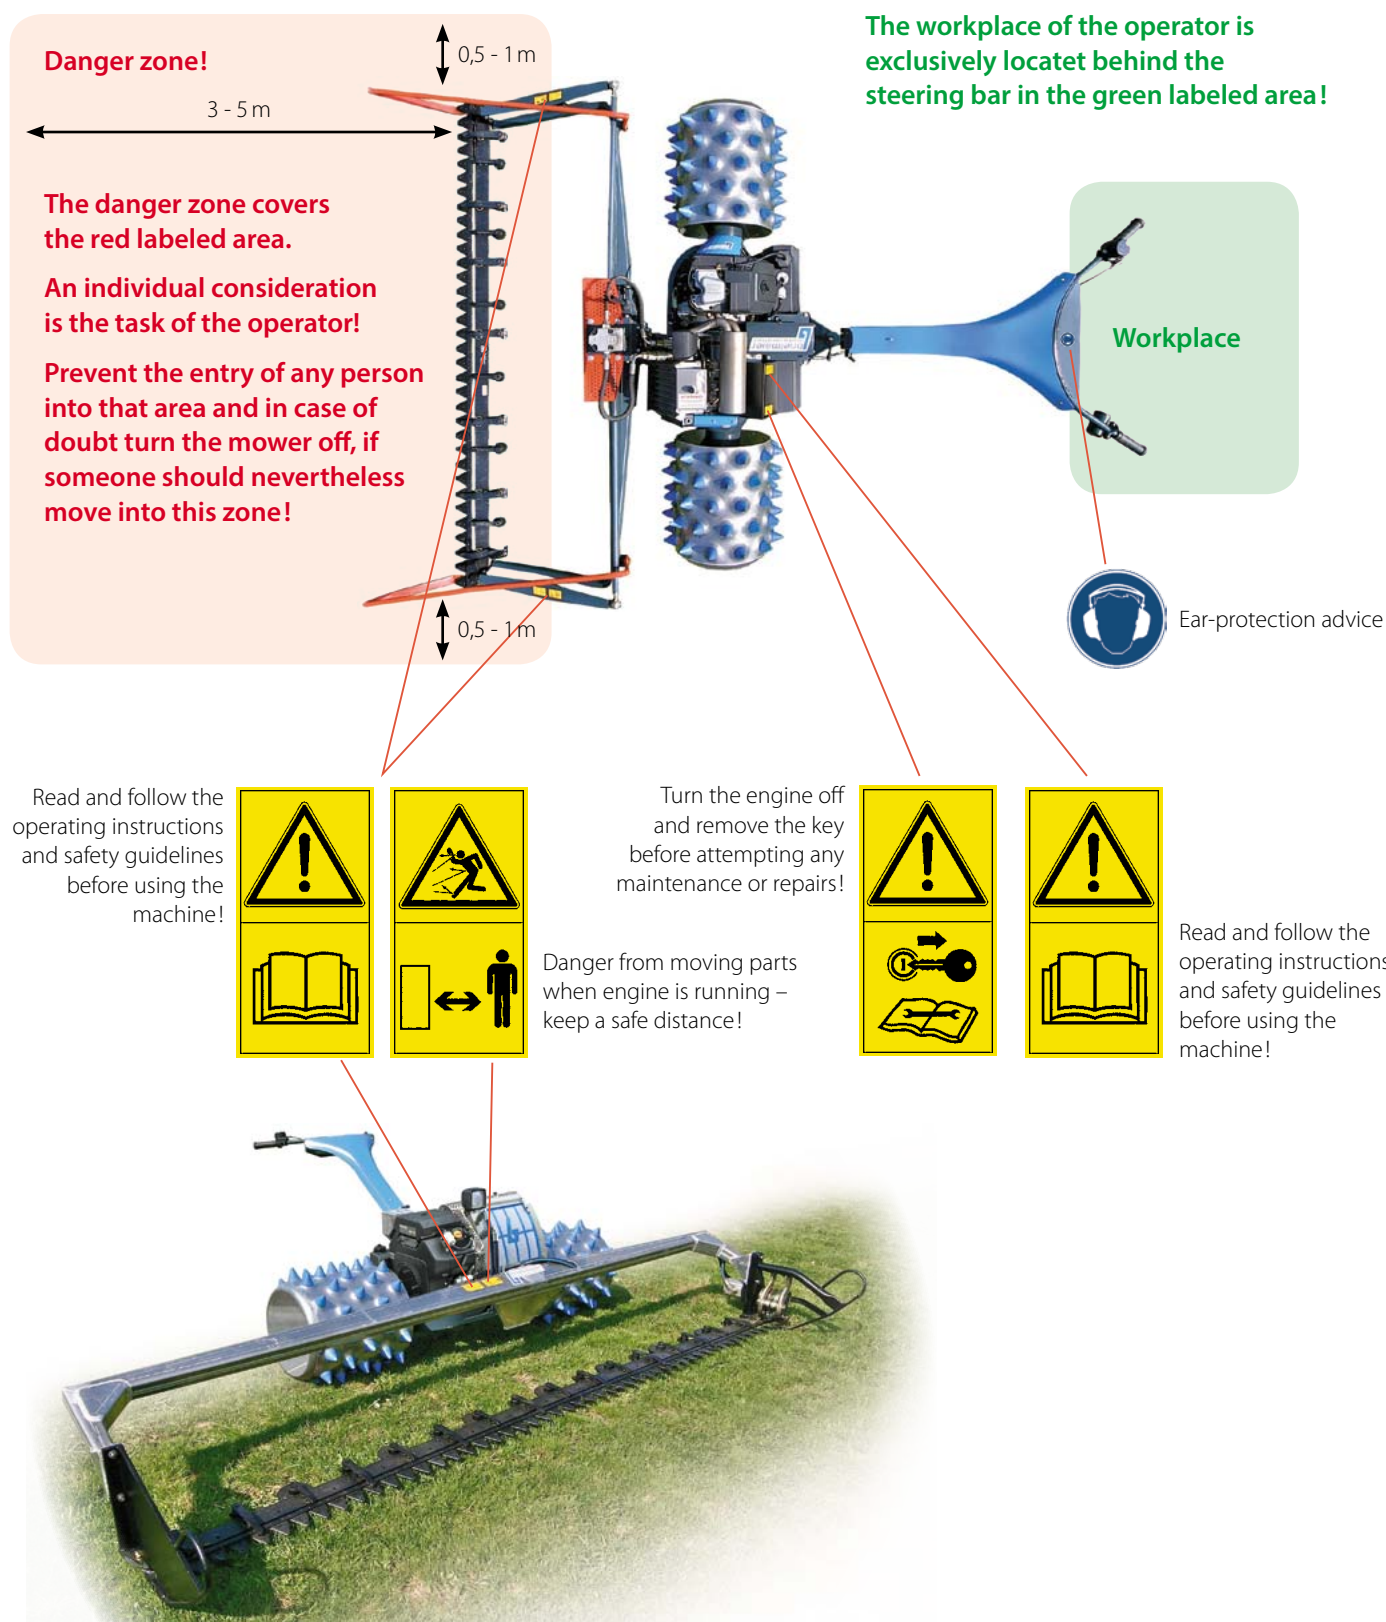 Danger zone!
0,5 - 1 m
3 - 5 m
The danger zone covers
the red labeled area.
An individual consideration
is the task of the operator!
Prevent the entry of any person
into that area and in case of
doubt turn the mower off, if
someone should nevertheless
move into this zone!
0,5 - 1 m
The workplace of the operator is
exclusively locatet behind the
steering bar in the green labeled area!
Workplace
Ear-protection advice
Read and follow the
operating instructions
and safety guidelines
before using the
machine!
Danger from moving parts
when engine is running –
keep a safe distance!
Turn the engine off
and remove the key
before attempting any
maintenance or repairs!
Read and follow the
operating instructions
and safety guidelines
before using the
machine!